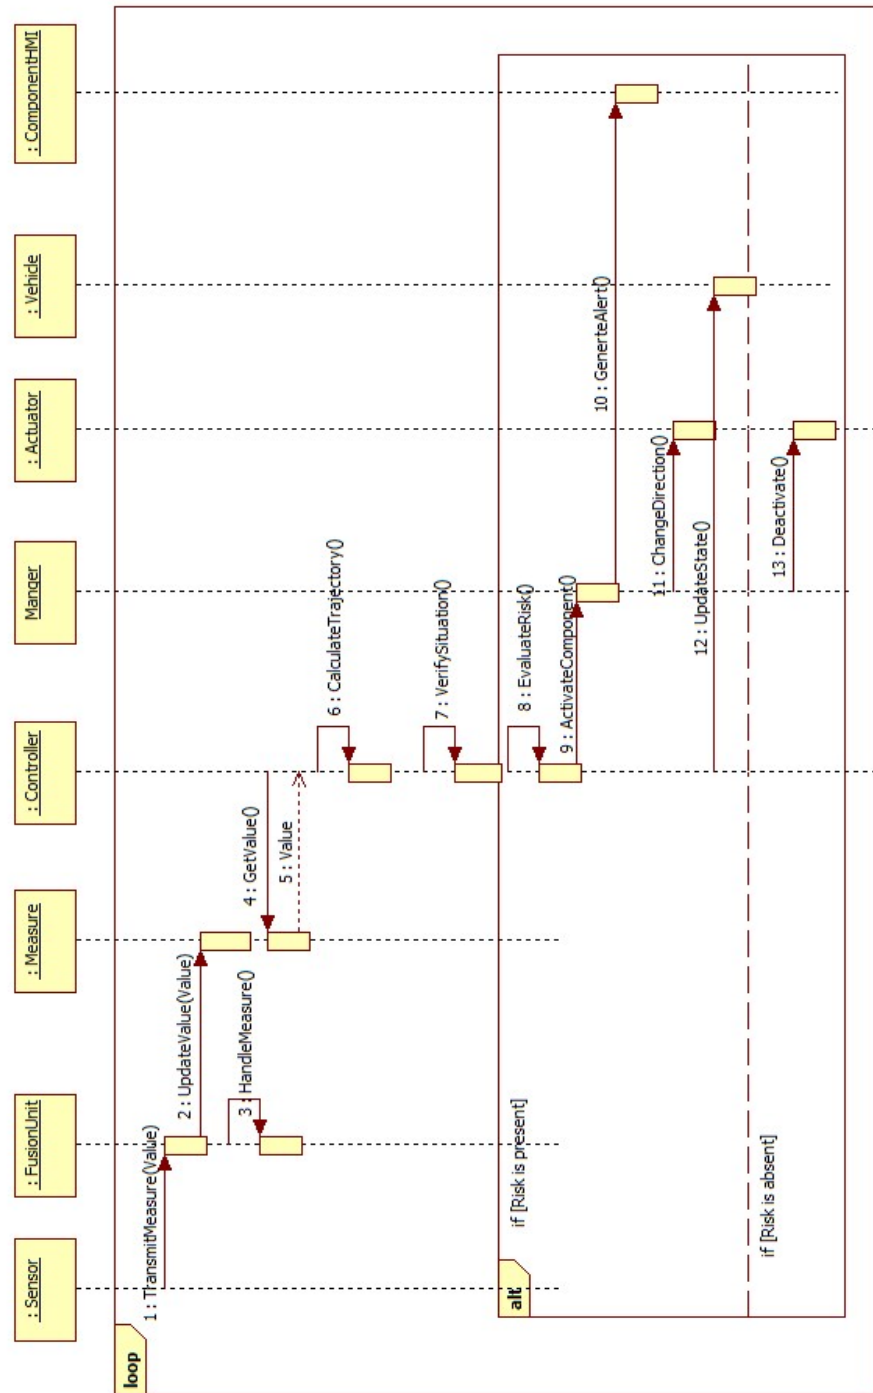 : Sensor
: FusionUnit
: Measure
: Controller
Manger
: Actuator
: Vehicle
: ComponentHMI
loop
1 : TransmitMeasure(Value)
2 : UpdateValue(Value)
3 : HandleMeasure()
4 : GetValue()
5 : Value
6 : CalculateTrajectory()
7 : VerifySituation()
alt
if [Risk is present]
8 : EvaluateRisk()
9 : ActivateComponent()
10 : GenerteAlert()
11 : ChangeDirection()
12 : UpdateState()
if [Risk is absent]
13 : Deactivate()